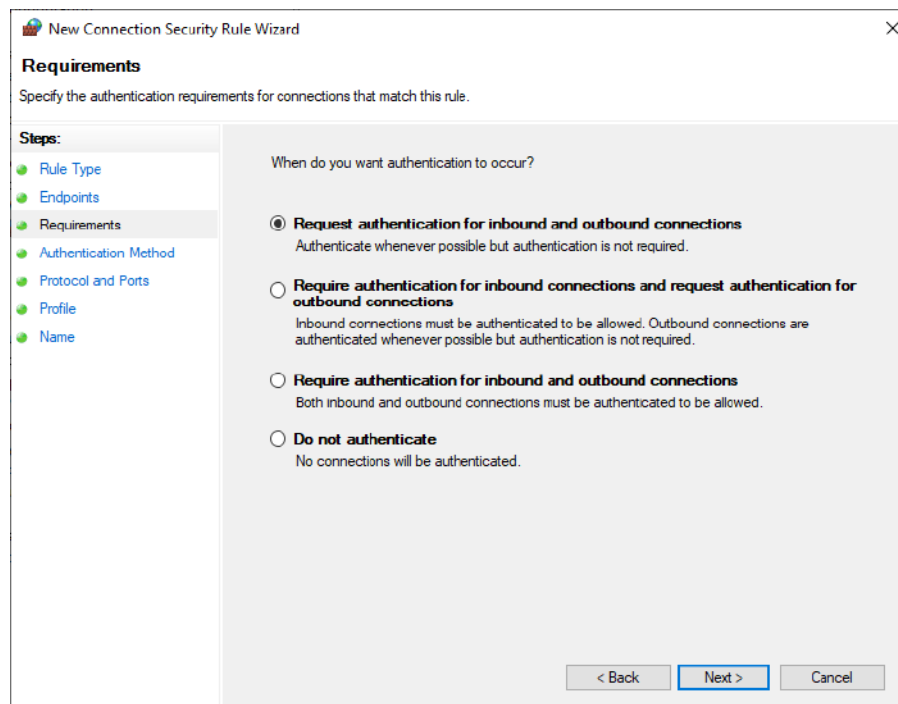 New Connection Security Rule Wizard
Requirements
Specify the authentication requirements for connections that match this rule.
Steps:
Rule Type
Endpoints
Requirements
Authentication Method
Protocol and Ports
Profile
Name
When do you want authentication to occur?
Request authentication for inbound and outbound connections
Authenticate whenever possible but authentication is not required.
Require authentication for inbound connections and request authentication for
outbound connections
Inbound connections must be authenticated to be allowed. Outbound connections are
authenticated whenever possible but authentication is not required.
Require authentication for inbound and outbound connections
Both inbound and outbound connections must be authenticated to be allowed.
Do not authenticate
No connections will be authenticated.
< Back
Next >
Cancel